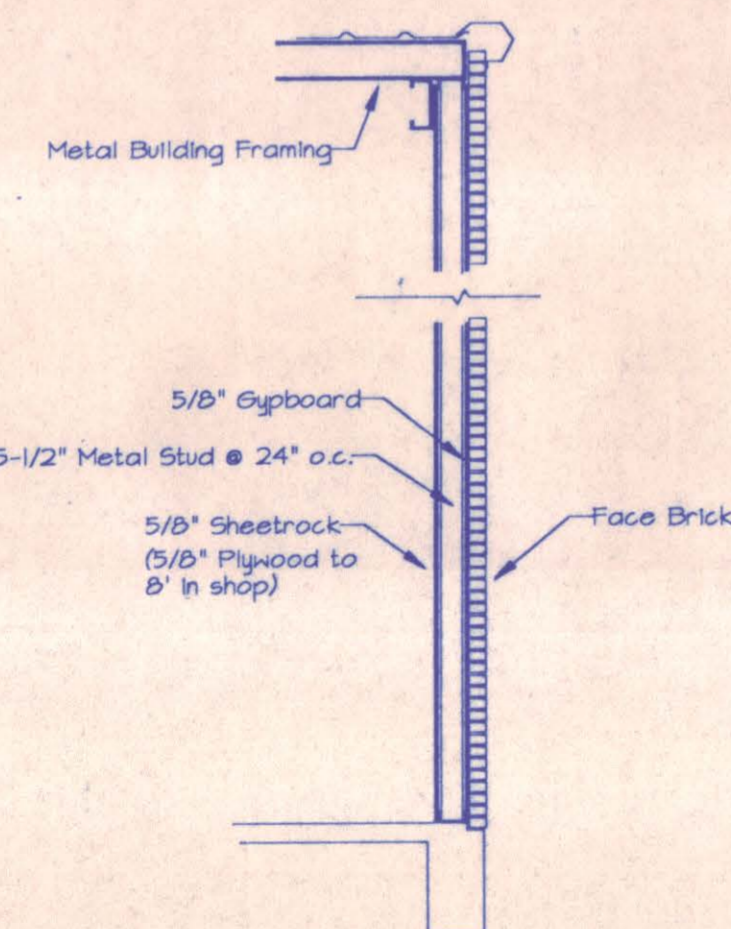 Metal Building Framing
5/8" Gypboard
5-1/2" Metal Stud @ 24" o.c.
5/8" Sheetrock
(5/8" Plywood to
8' in shop)
Face Brick